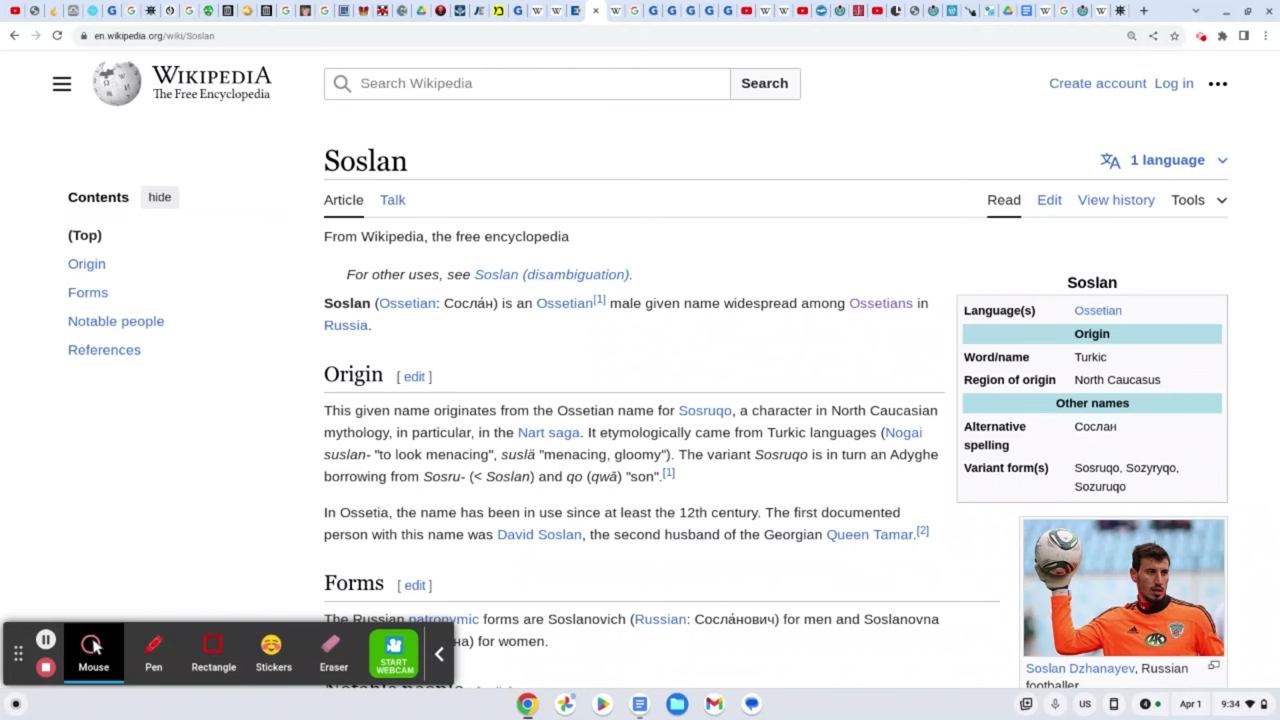 en.wikipedia.org/wiki/Soslan
WIKIPEDIA
The Free Encyclopedia
Search Wikipedia
Search
Create account Log in
Soslan
1 language
Contents hide
Article Talk
Read Edit View history Tools
(Top)
Origin
Forms
Notable people
References
From Wikipedia, the free encyclopedia
For other uses, see Soslan (disambiguation).
Soslan (Ossetian: Сосла́н) is an Ossetian[1] male given name widespread among Ossetians in
Russia.
Origin [ edit ]
This given name originates from the Ossetian name for Sosruqo, a character in North Caucasian
mythology, in particular, in the Nart saga. It etymologically came from Turkic languages (Nogai
suslan- "to look menacing", suslä "menacing, gloomy"). The variant Sosruqo is in turn an Adyghe
borrowing from Sosru- (< Soslan) and qo (qwā) "son".[1]
In Ossetia, the name has been in use since at least the 12th century. The first documented
person with this name was David Soslan, the second husband of the Georgian Queen Tamar.[2]
Forms [ edit ]
The Russian patronymic forms are Soslanovich (Russian: Сосла́нович) for men and Soslanovna
на) for women.
Soslan
Language(s) Ossetian
Origin
Word/name Turkic
Region of origin North Caucasus
Other names
Alternative Сослан
spelling
Variant form(s) Sosruqo, Sozyryqo,
Sozuruqo
Soslan Dzhanayev, Russian
footballer
Mouse
Pen
Rectangle
Stickers
Eraser
START
WEBCAM
US
4
Apr 1
9:34